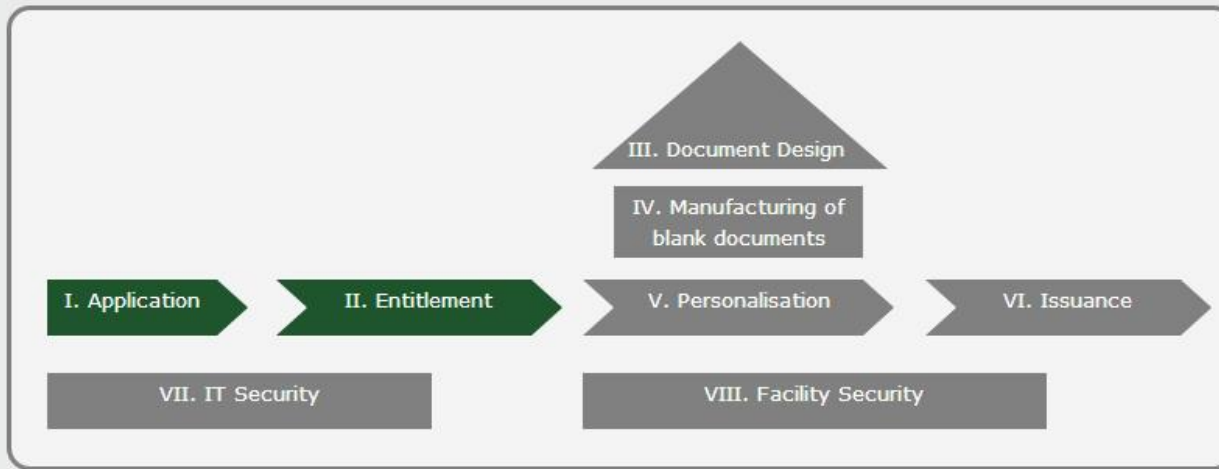 III. Document Design
IV. Manufacturing of
blank documents
I. Application
II. Entitlement
V. Personalisation
VI. Issuance
VII. IT Security
VIII. Facility Security